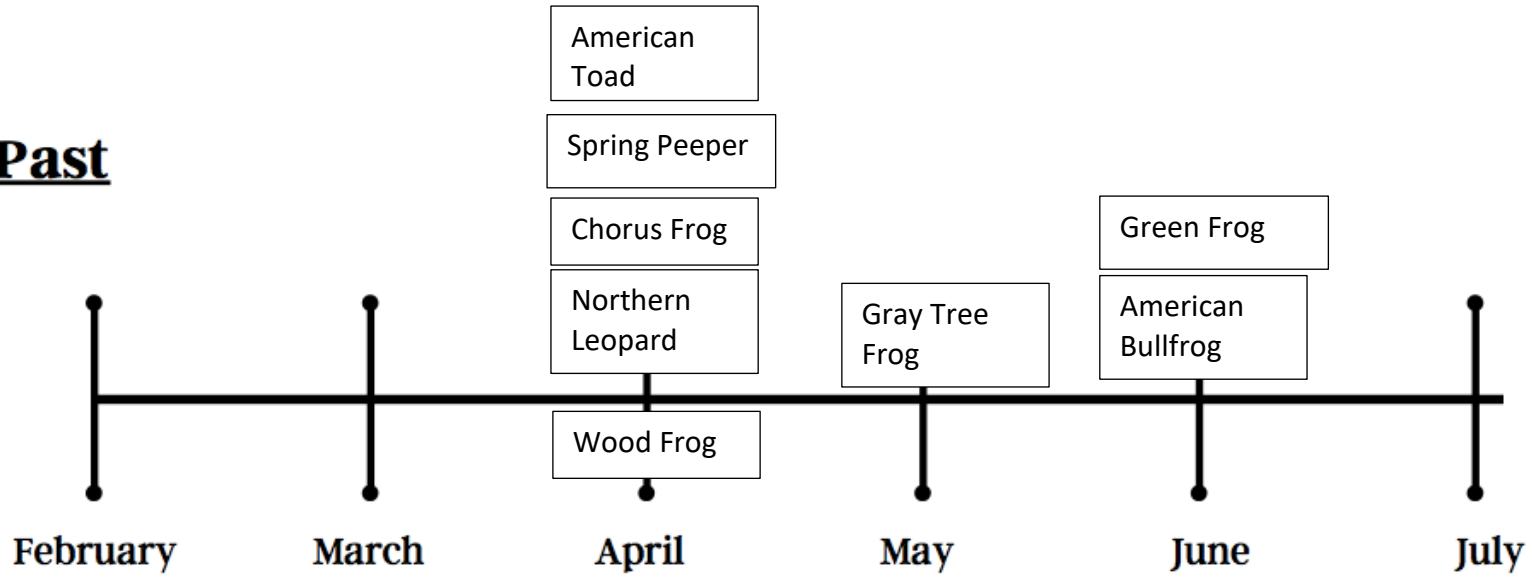 American
Toad
Past
Spring Peeper
Chorus Frog
Green Frog
Northern
Leopard
Gray Tree
Frog
American
Bullfrog
Wood Frog
February
March
April
May
June
July